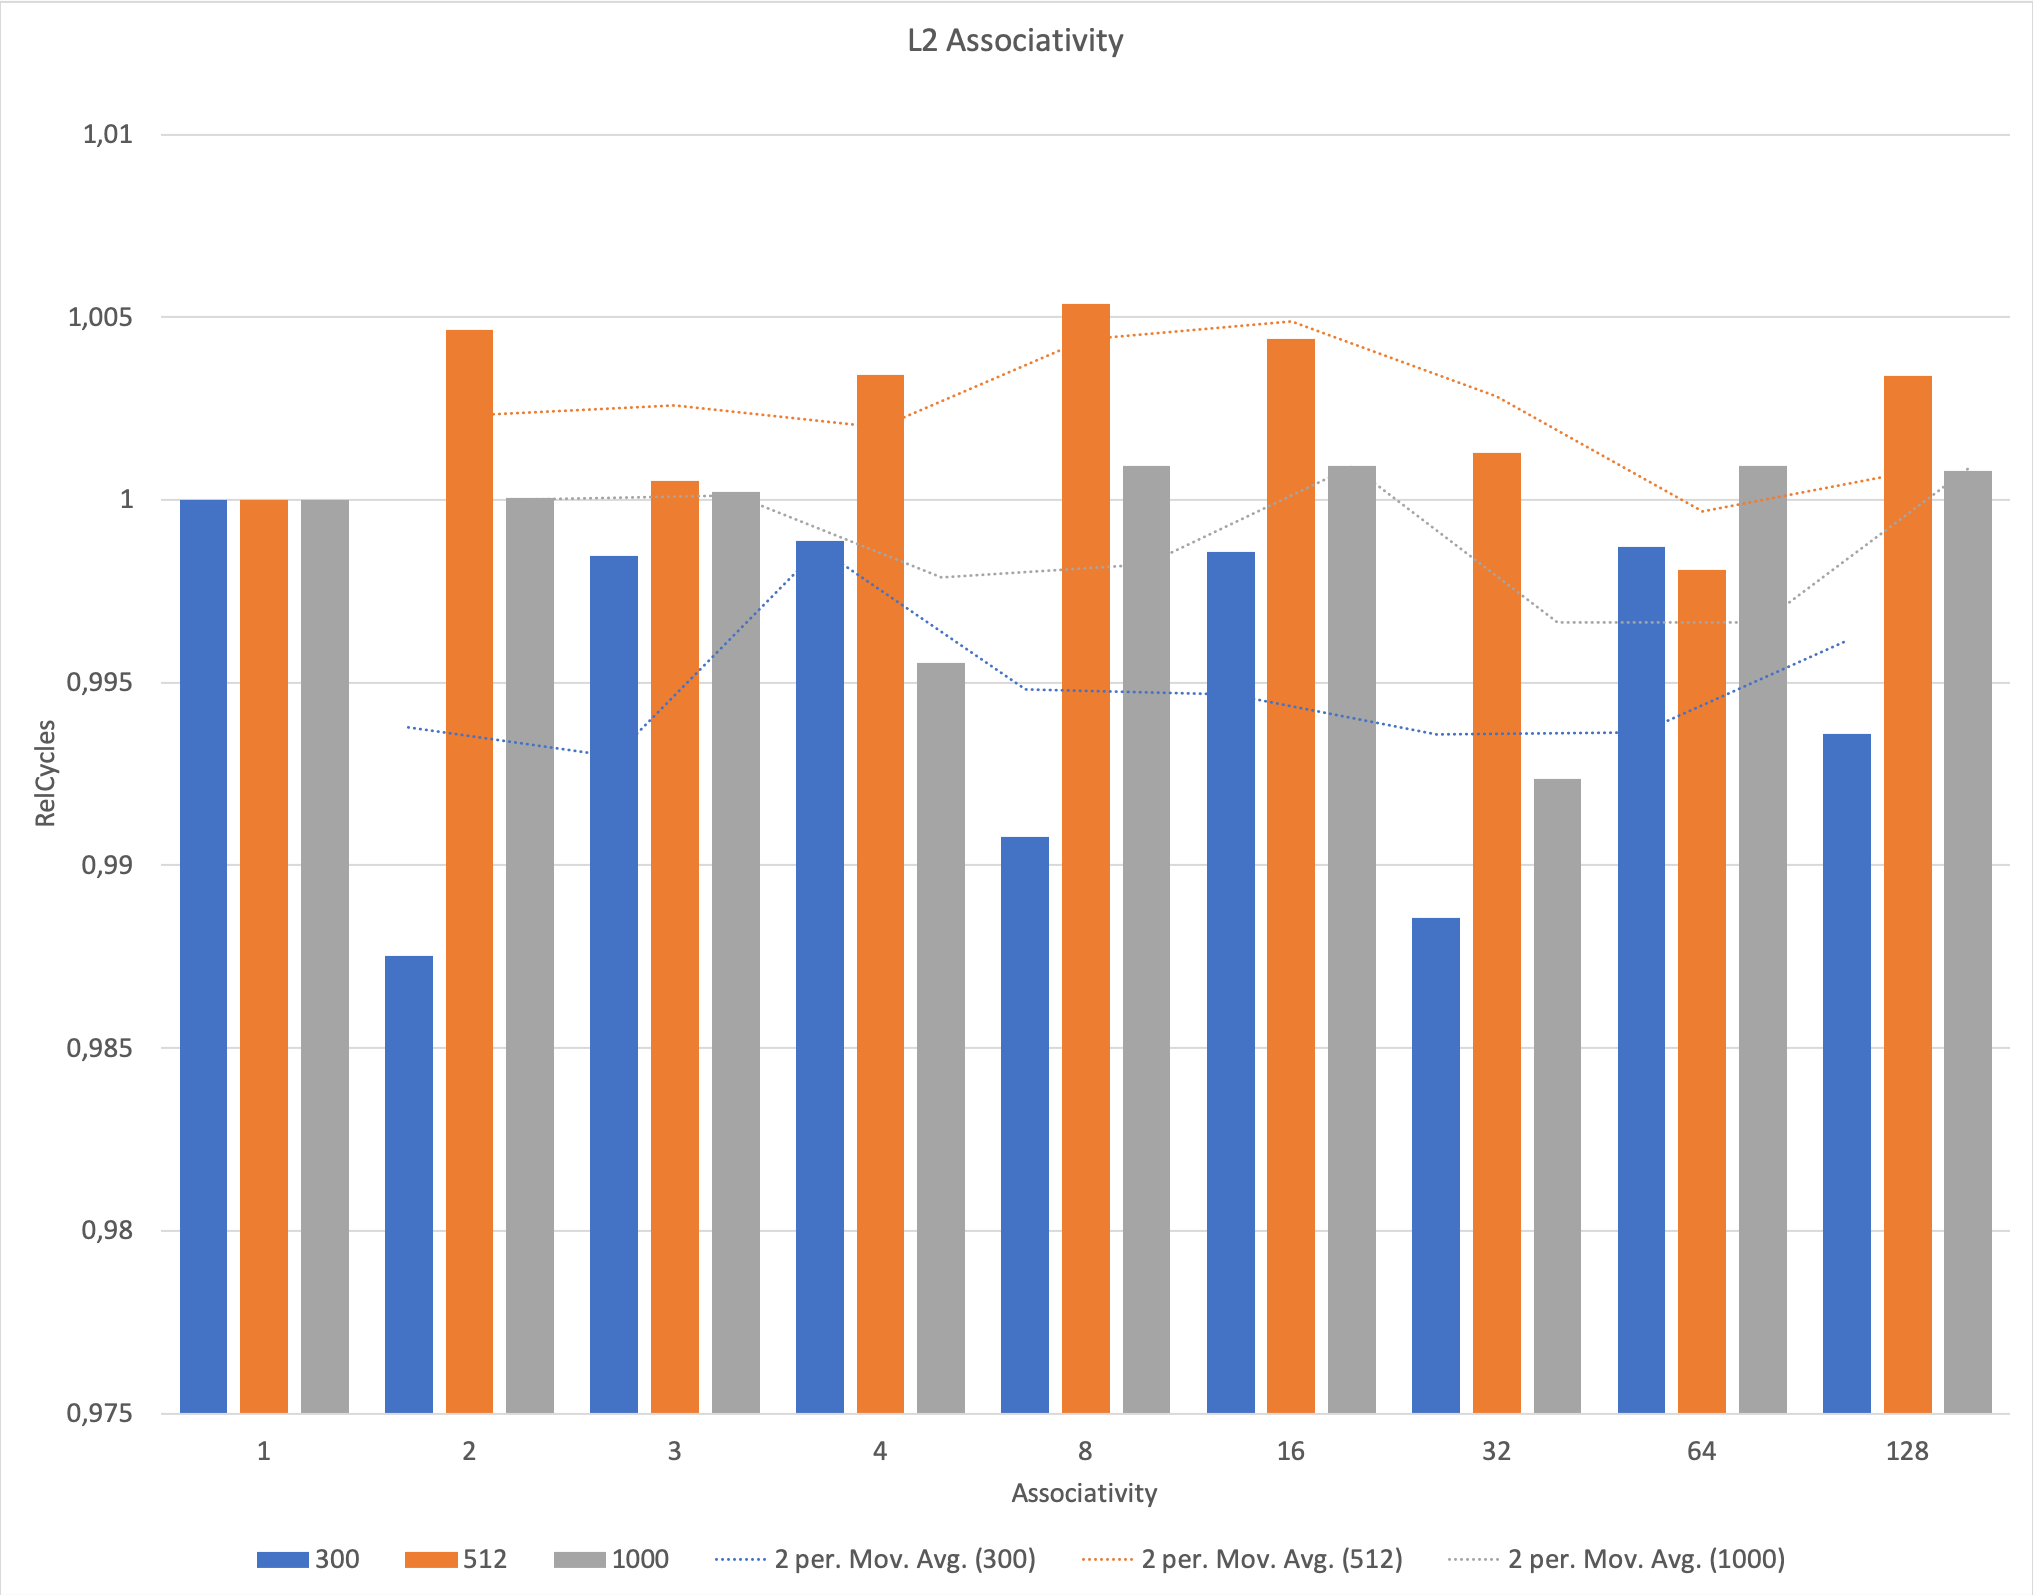 L2 Associativity
1,01
1,005
1
0,995
0,99
0,985
0,98
0,975
RelCycles
1 2 3 4 8 16 32 64 128
Associativity
300 512 1000 2 per. Mov. Avg. (300) 2 per. Mov. Avg. (512) 2 per. Mov. Avg. (1000)